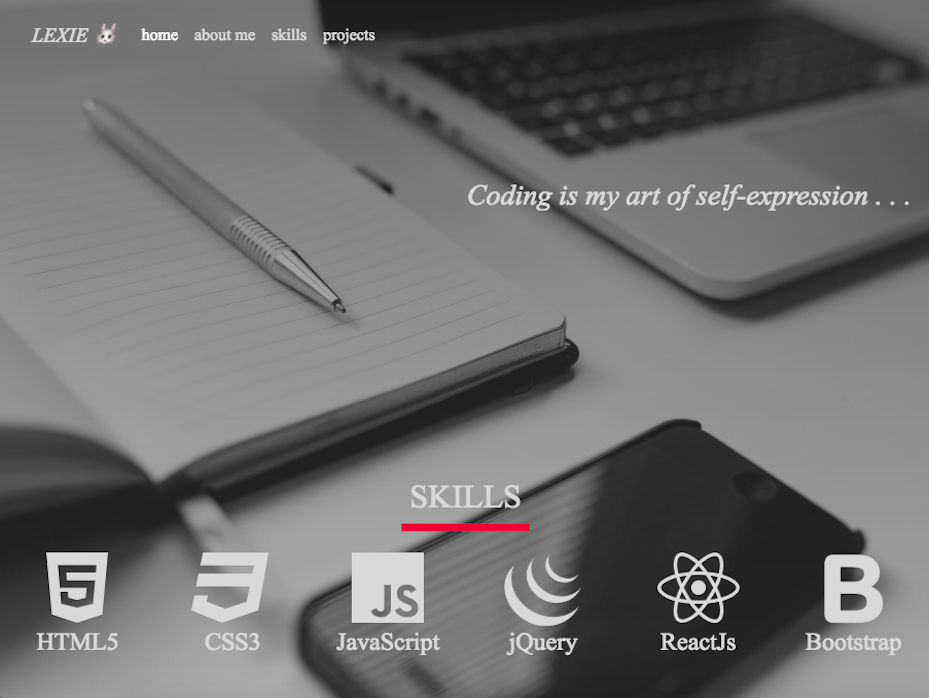 LEXIE 🐰 home about me skills projects
Coding is my art of self-expression . . .
SKILLS
5 3 JS B
HTML5 CSS3 JavaScript jQuery ReactJs Bootstrap